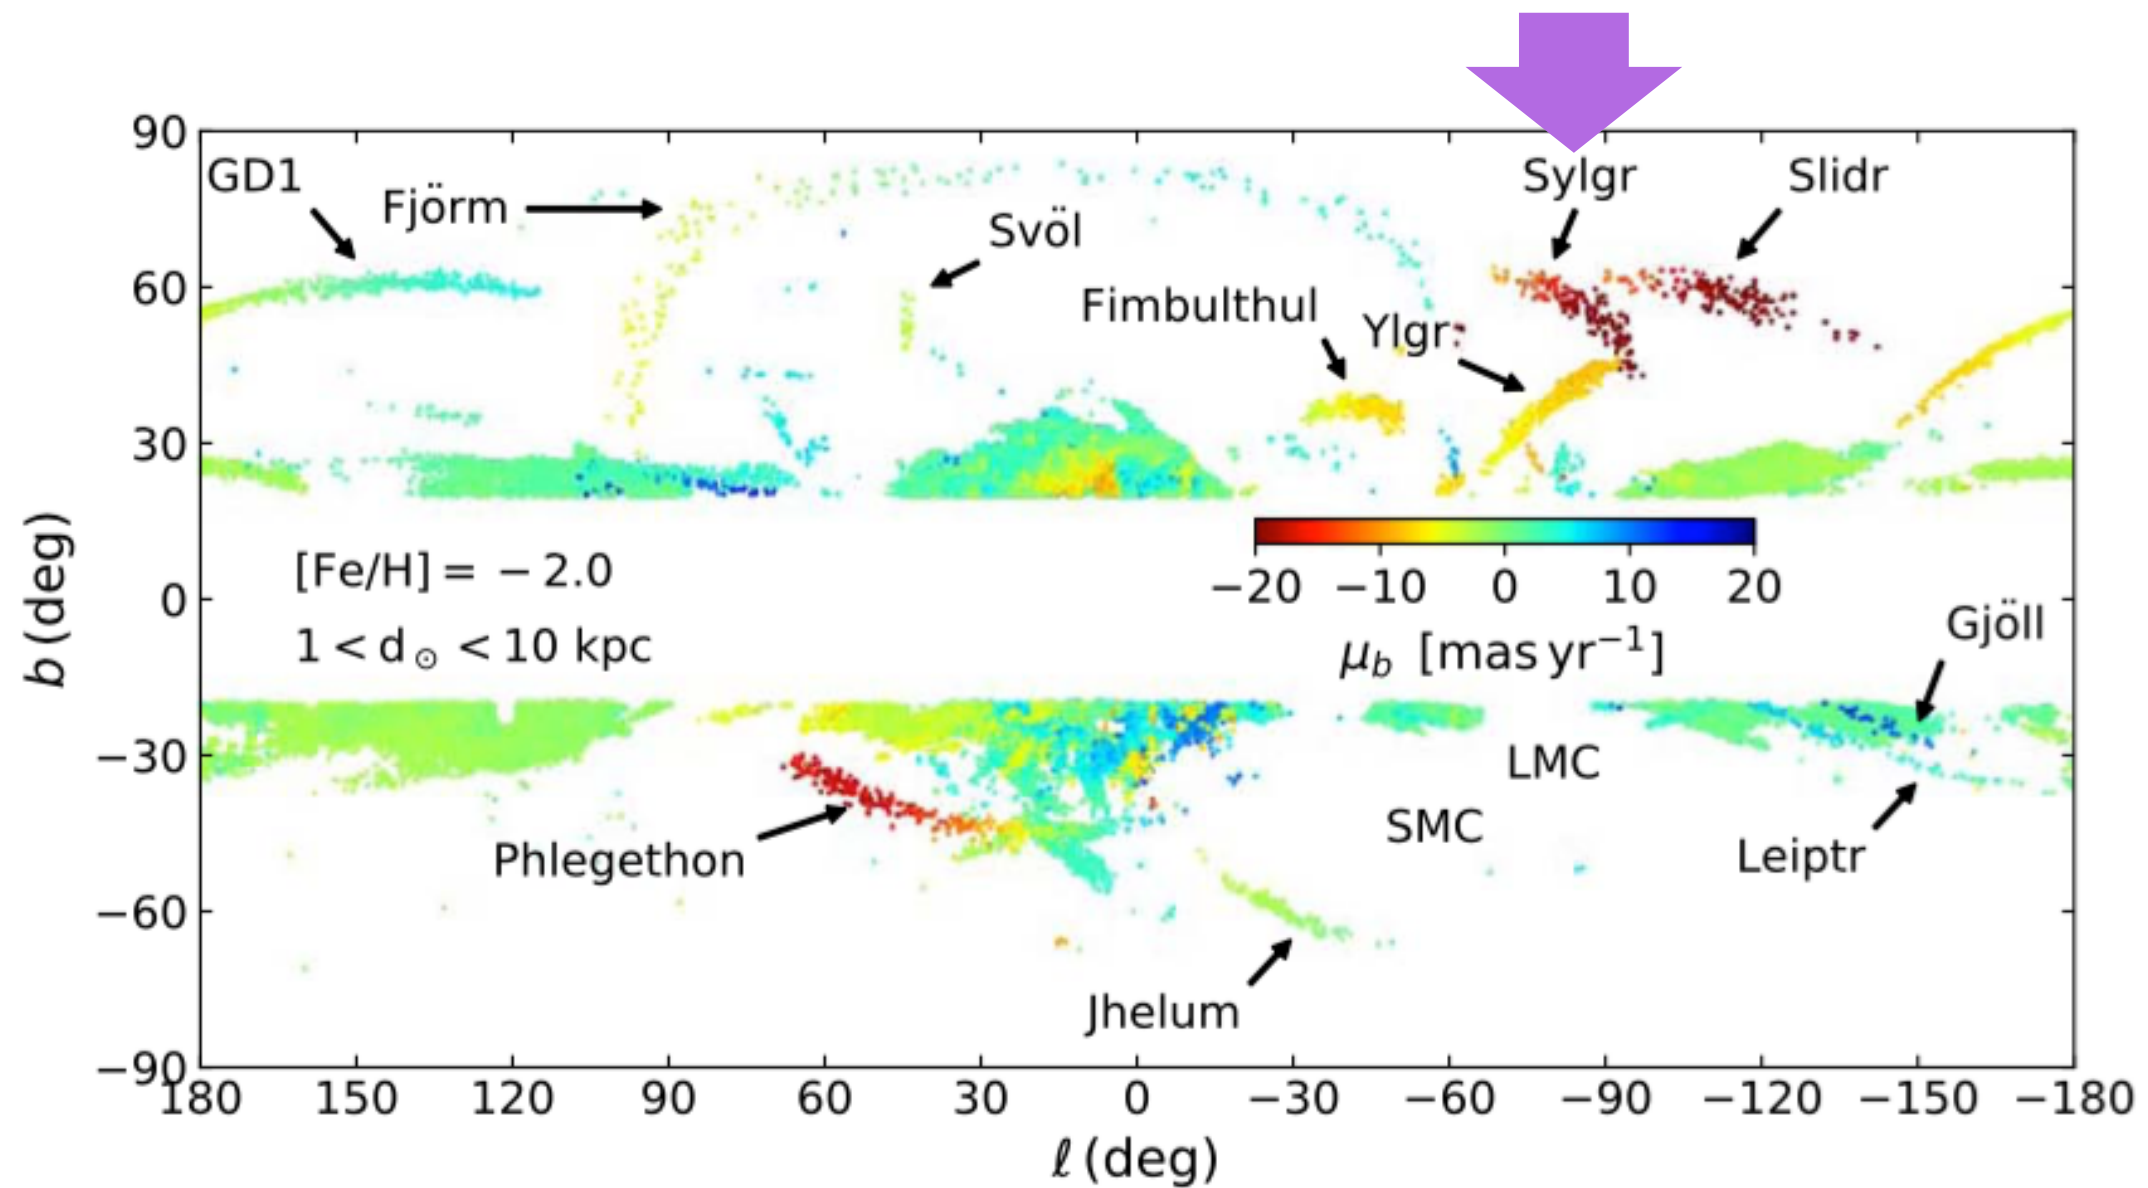 90
GD1
Fjörm
Svöl
Sylgr
Slidr
60
Fimbulthul
Ylgr
30
−20 −10 0 10 20
μb [mas yr−1]
[Fe/H] = −2.0
1 < d⊙ < 10 kpc
0
b (deg)
Gjöll
−30
LMC
SMC
Leiptr
Phlegethon
−60
Jhelum
−90
180 150 120 90 60 30 0 −30 −60 −90 −120 −150 −180
ℓ (deg)